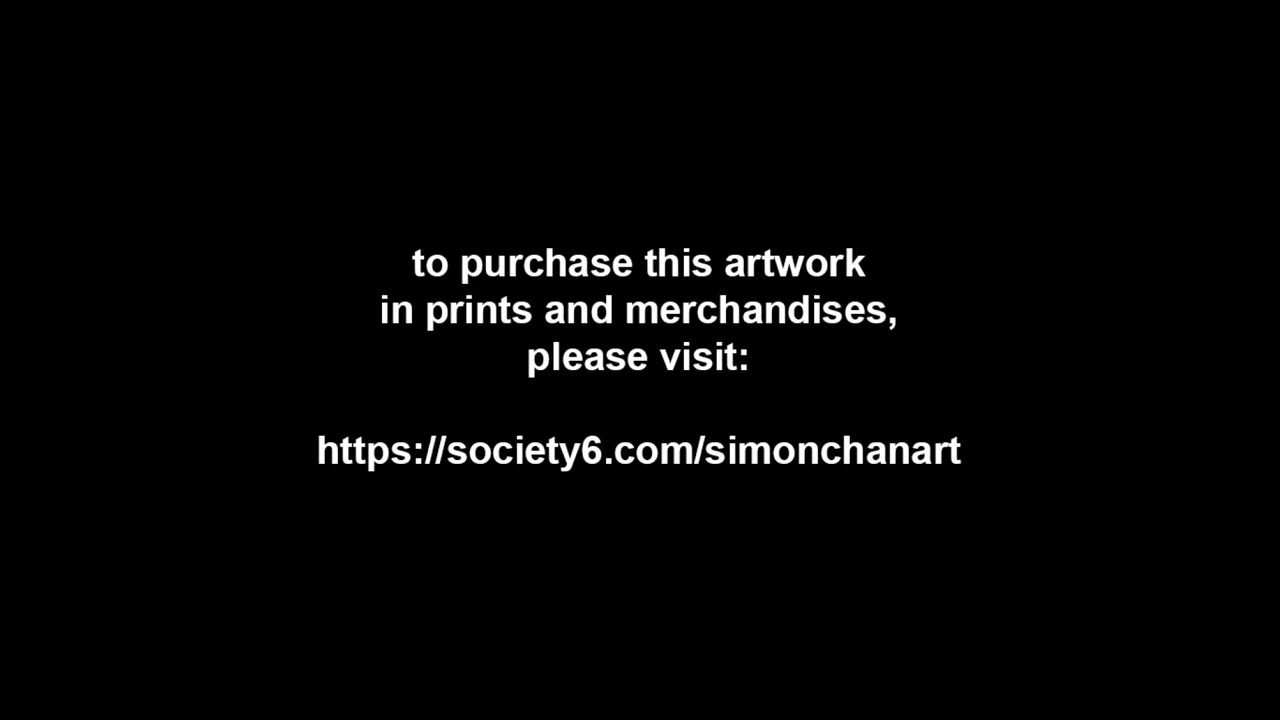 to purchase this artwork
in prints and merchandises,
please visit:
https://society6.com/simonchanart